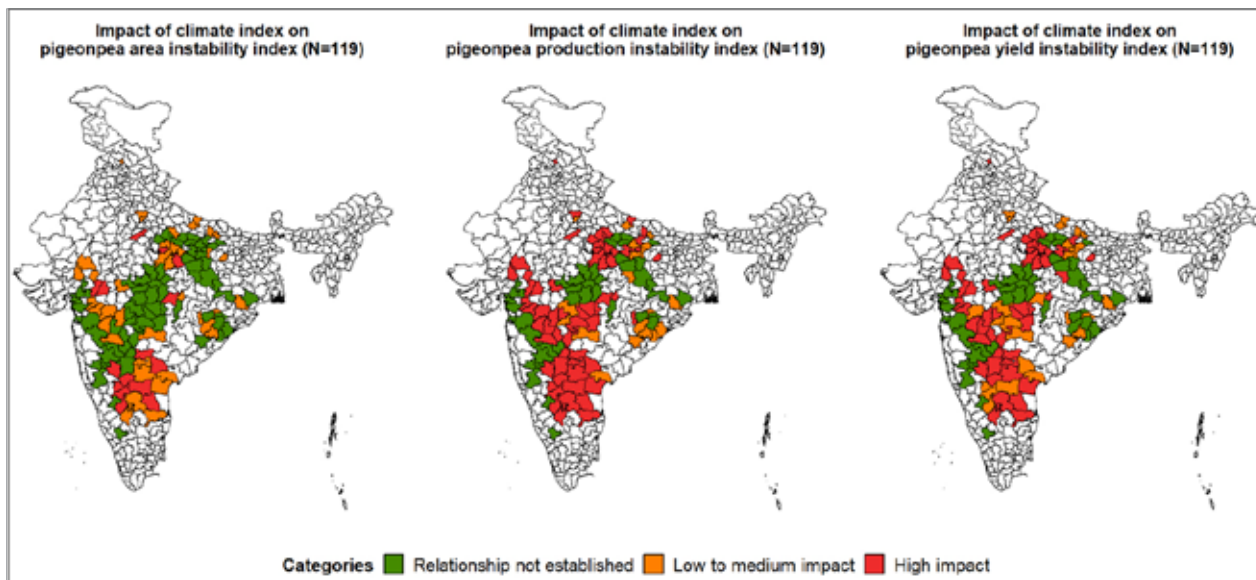 Impact of climate index on
pigeonpea area instability index (N=119)
Impact of climate index on
pigeonpea production instability index (N=119)
Impact of climate index on
pigeonpea yield instability index (N=119)
Categories Relationship not established Low to medium impact High impact